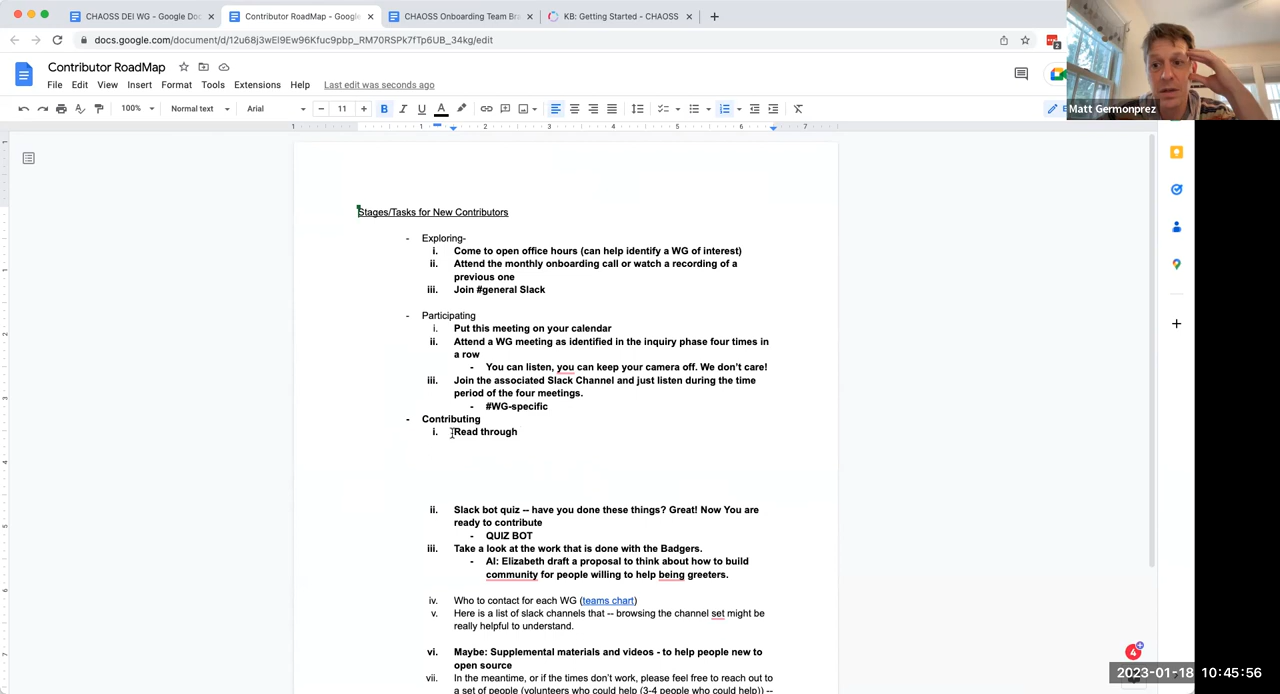 CHAOSS DEI WG - Google Doc
Contributor RoadMap - Google
CHAOSS Onboarding Team Br
KB: Getting Started - CHAOSS
docs.google.com/document/d/12u68j3wEl9Ew96Kfuc9pbp_RM70RSPk7fTp6UB_34kg/edit
2
Contributor RoadMap
File Edit View Insert Format Tools Extensions Help Last edit was seconds ago
100% Normal text Arial 11
Matt Germonprez
Stages/Tasks for New Contributors
- Exploring-
i. Come to open office hours (can help identify a WG of interest)
ii. Attend the monthly onboarding call or watch a recording of a
previous one
iii. Join #general Slack
- Participating
i. Put this meeting on your calendar
ii. Attend a WG meeting as identified in the inquiry phase four times in
a row
- You can listen, you can keep your camera off. We don't care!
iii. Join the associated Slack Channel and just listen during the time
period of the four meetings.
- #WG-specific
- Contributing
i. Read through
ii. Slack bot quiz -- have you done these things? Great! Now You are
ready to contribute
- QUIZ BOT
iii. Take a look at the work that is done with the Badgers.
- AI: Elizabeth draft a proposal to think about how to build
community for people willing to help being greeters.
iv. Who to contact for each WG (teams chart)
v. Here is a list of slack channels that -- browsing the channel set might be
really helpful to understand.
vi. Maybe: Supplemental materials and videos - to help people new to
open source
vii. In the meantime, or if the times don't work, please feel free to reach out to
a set of people (volunteers who could help (3-4 people who could help)) --
4
2023-01-18 10:45:56